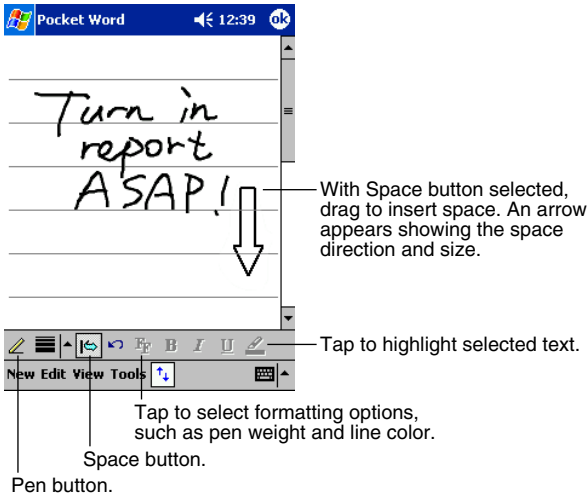 Pocket Word 12:39 ok
Turn in
report
ASAP!
With Space button selected,
drag to insert space. An arrow
appears showing the space
direction and size.
FF B I U
Tap to highlight selected text.
New Edit View Tools
Tap to select formatting options,
such as pen weight and line color.
Space button.
Pen button.